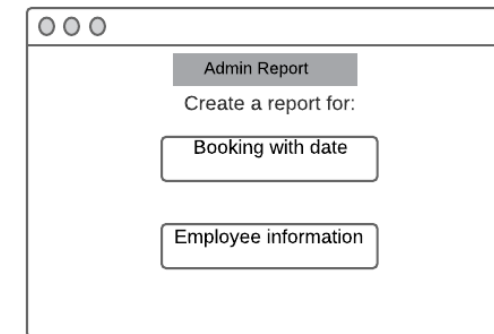 Admin Report
Create a report for:
Booking with date
Employee information